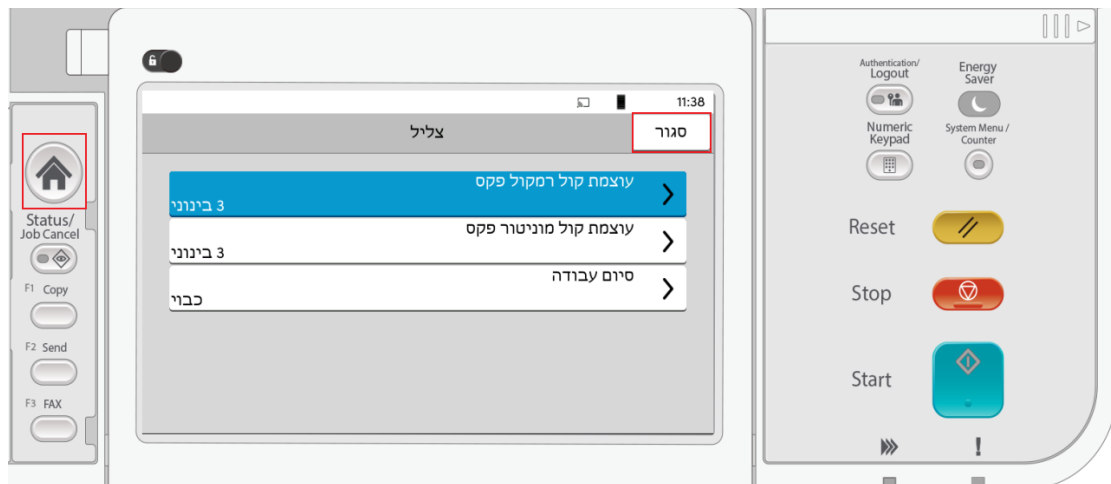 11:38
צליל
סגור
עוצמת קול רמקול פקס
3 בינוני
עוצמת קול מוניטור פקס
3 בינוני
סיום עבודה
כבוי
Status/
Job Cancel
F1 Copy
F2 Send
F3 FAX
Authentication/
Logout
Energy
Saver
Numeric
Keypad
System Menu /
Counter
Reset
Stop
Start